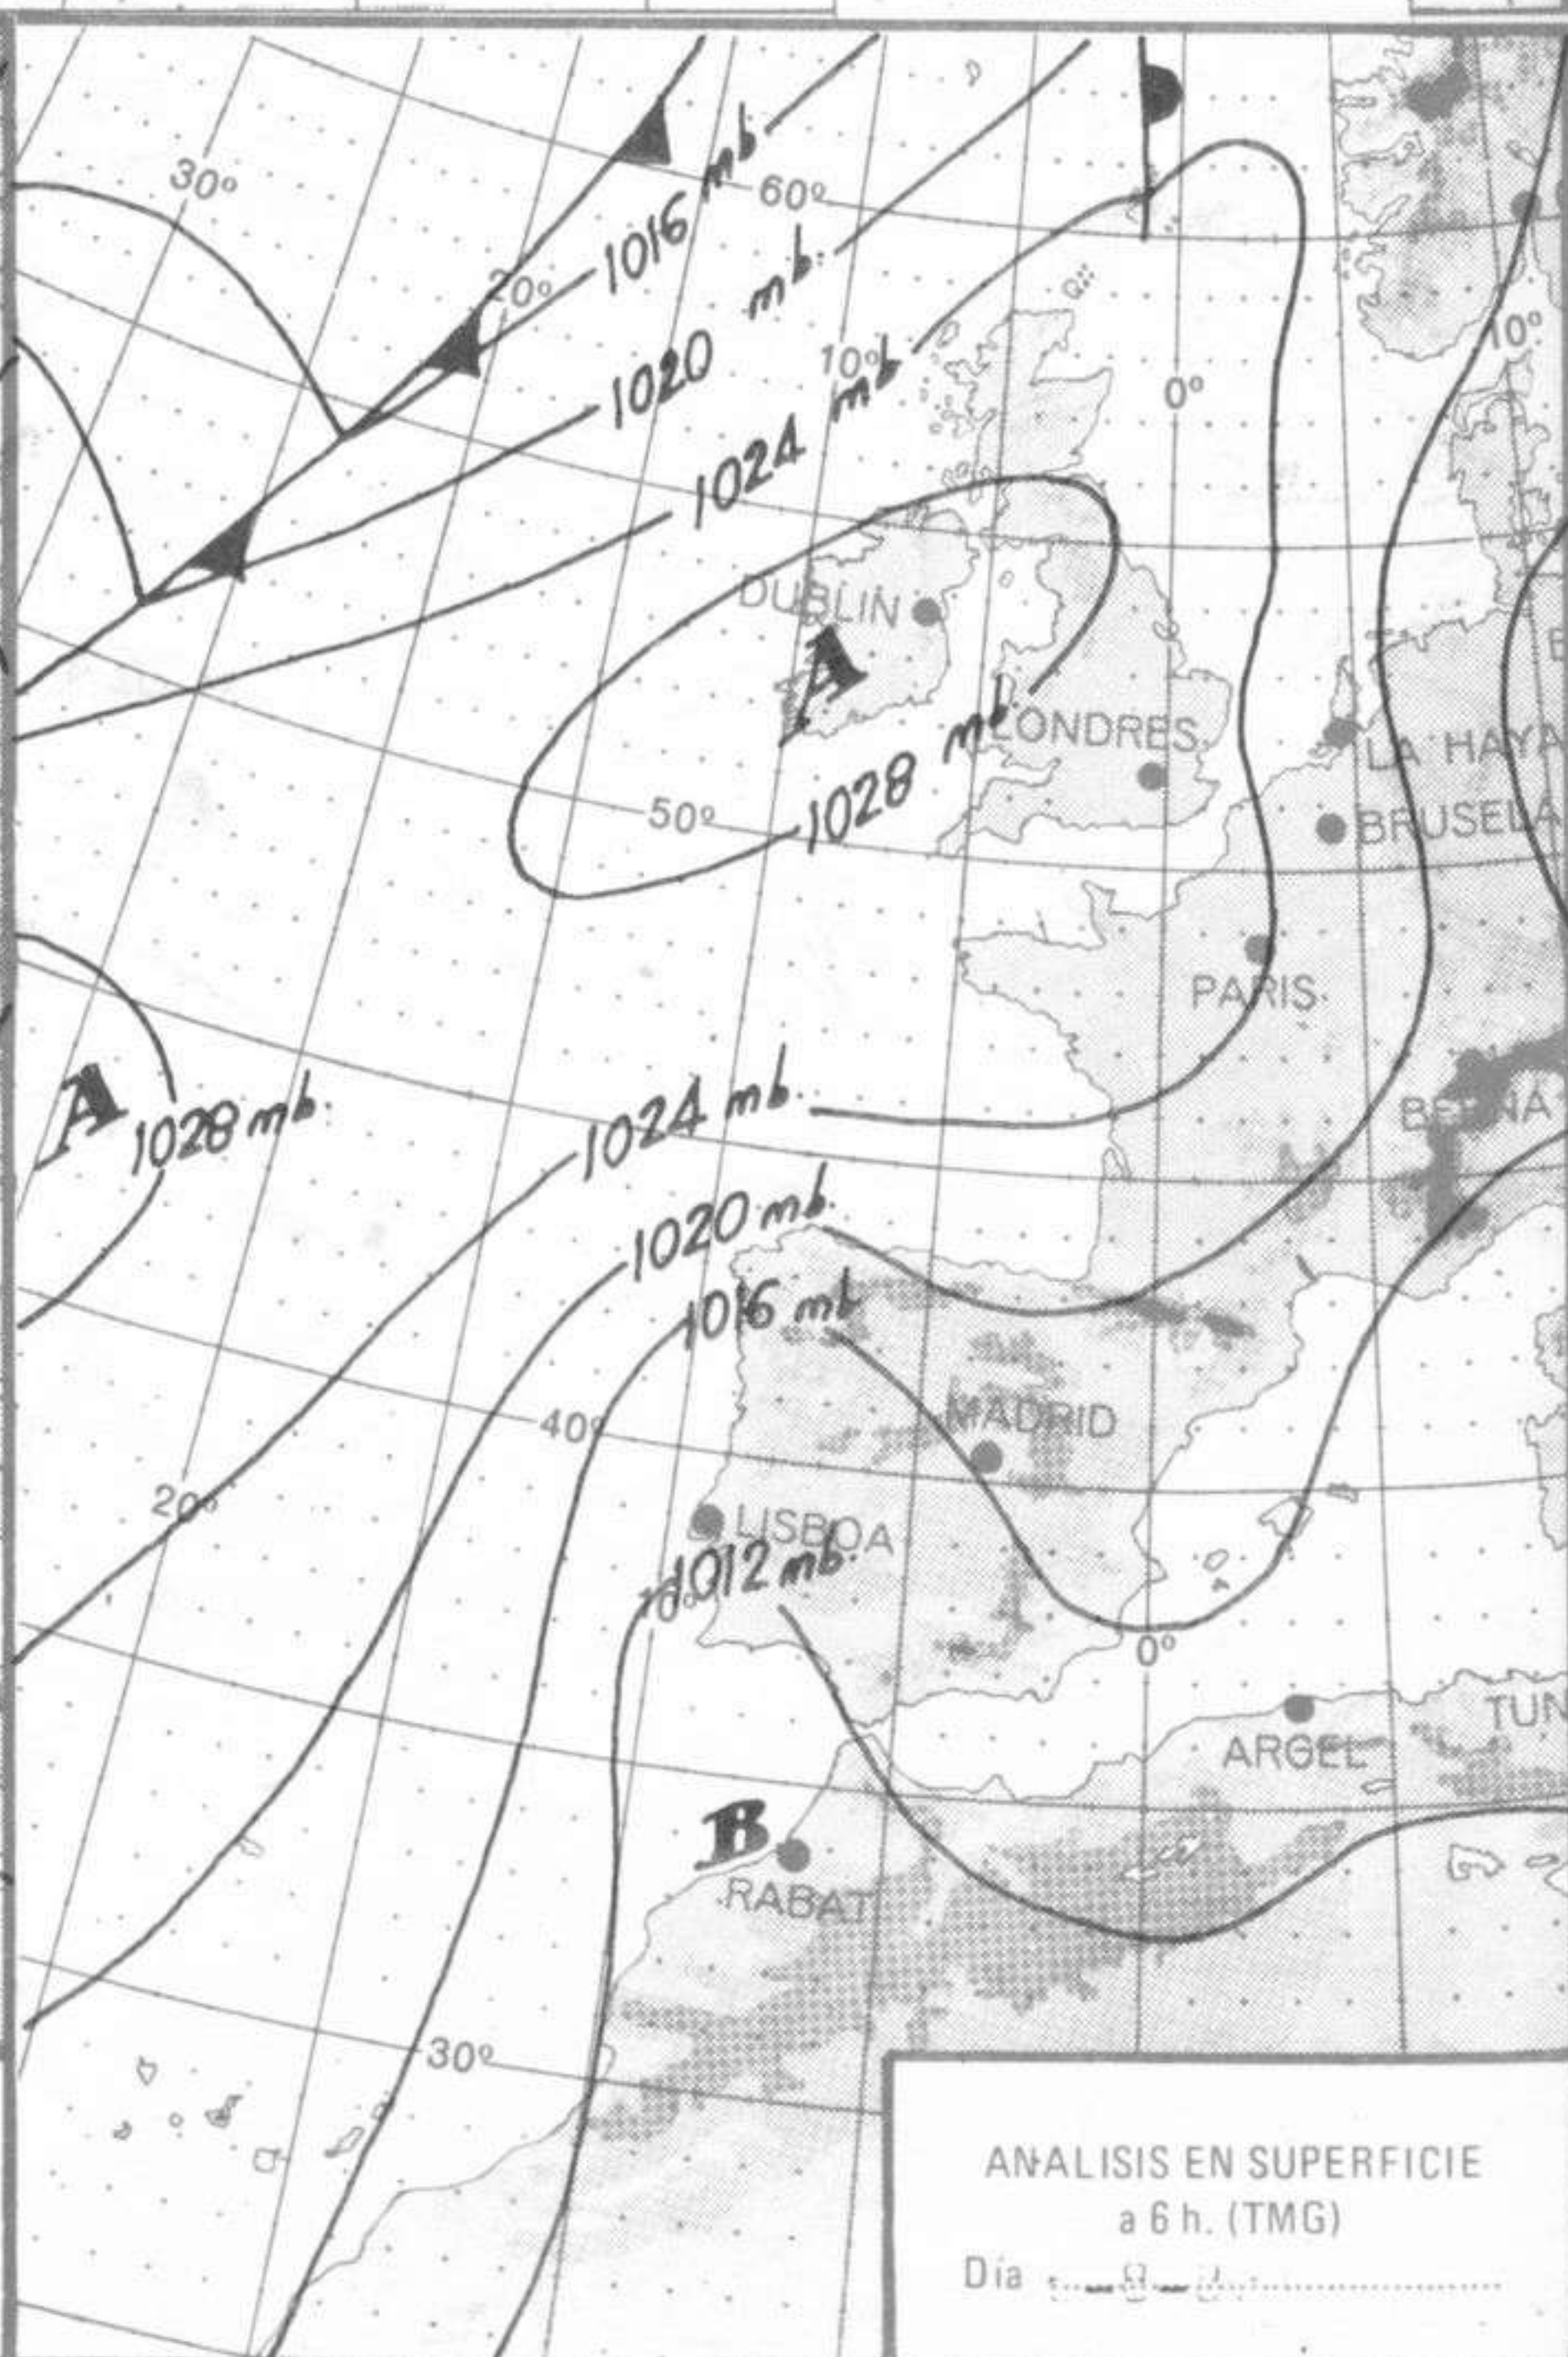 30º
1016 mb.
60º
20º
1020 mb.
10º
10º
1024 mb
0º
DUBLIN
A
LONDRES
1028 mb.
LA HAYA
50º
BRUSELA
PARIS
A
1028 mb.
1024 mb.
BERNA
1020 mb.
1016 mb
MADRID
40º
20º
LISBOA
1012 mb.
10º
0º
TUN
ARGEL
B
RABAT
30º
ANALISIS EN SUPERFICIE
a 6 h. (TMG)
Día